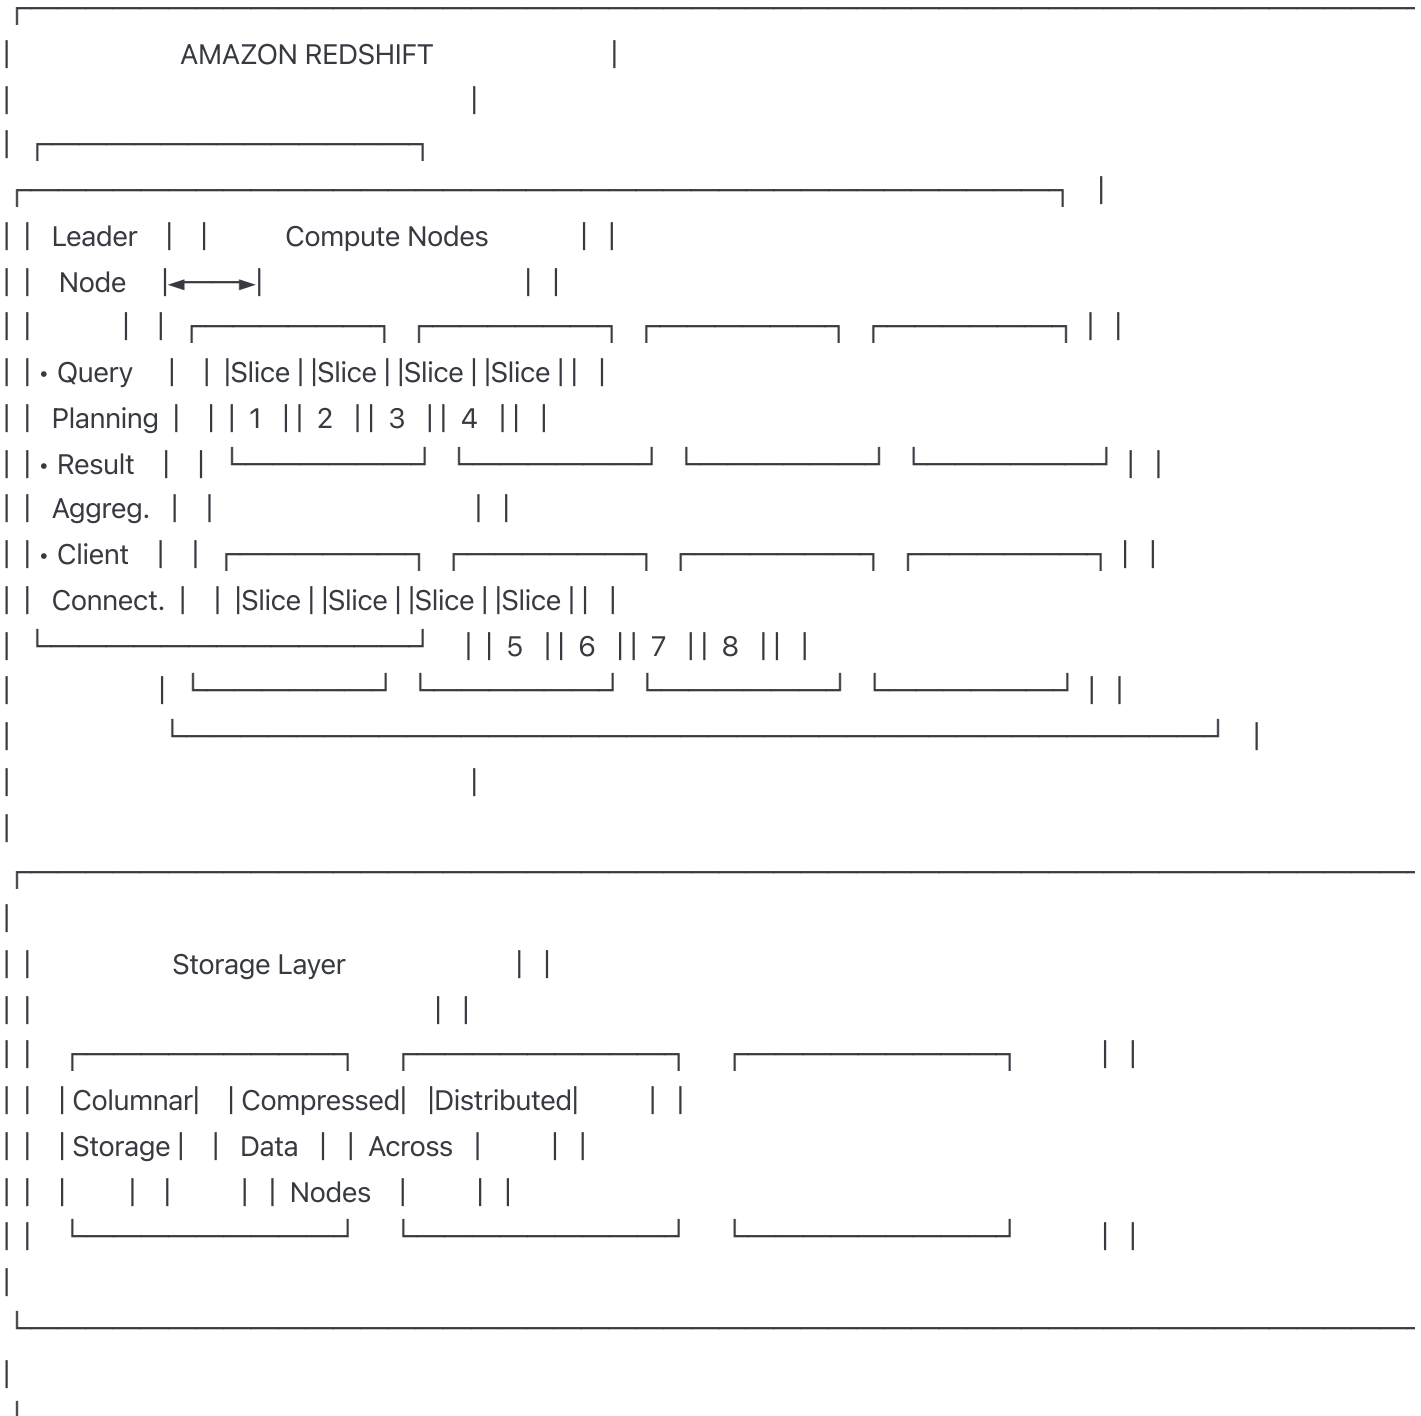 AMAZON REDSHIFT
Leader Compute Nodes
Node
• Query Slice Slice Slice Slice
Planning 1 2 3 4
• Result
Aggreg.
• Client
Connect. Slice Slice Slice Slice
5 6 7 8
Storage Layer
Columnar Compressed Distributed
Storage Data Across
Nodes